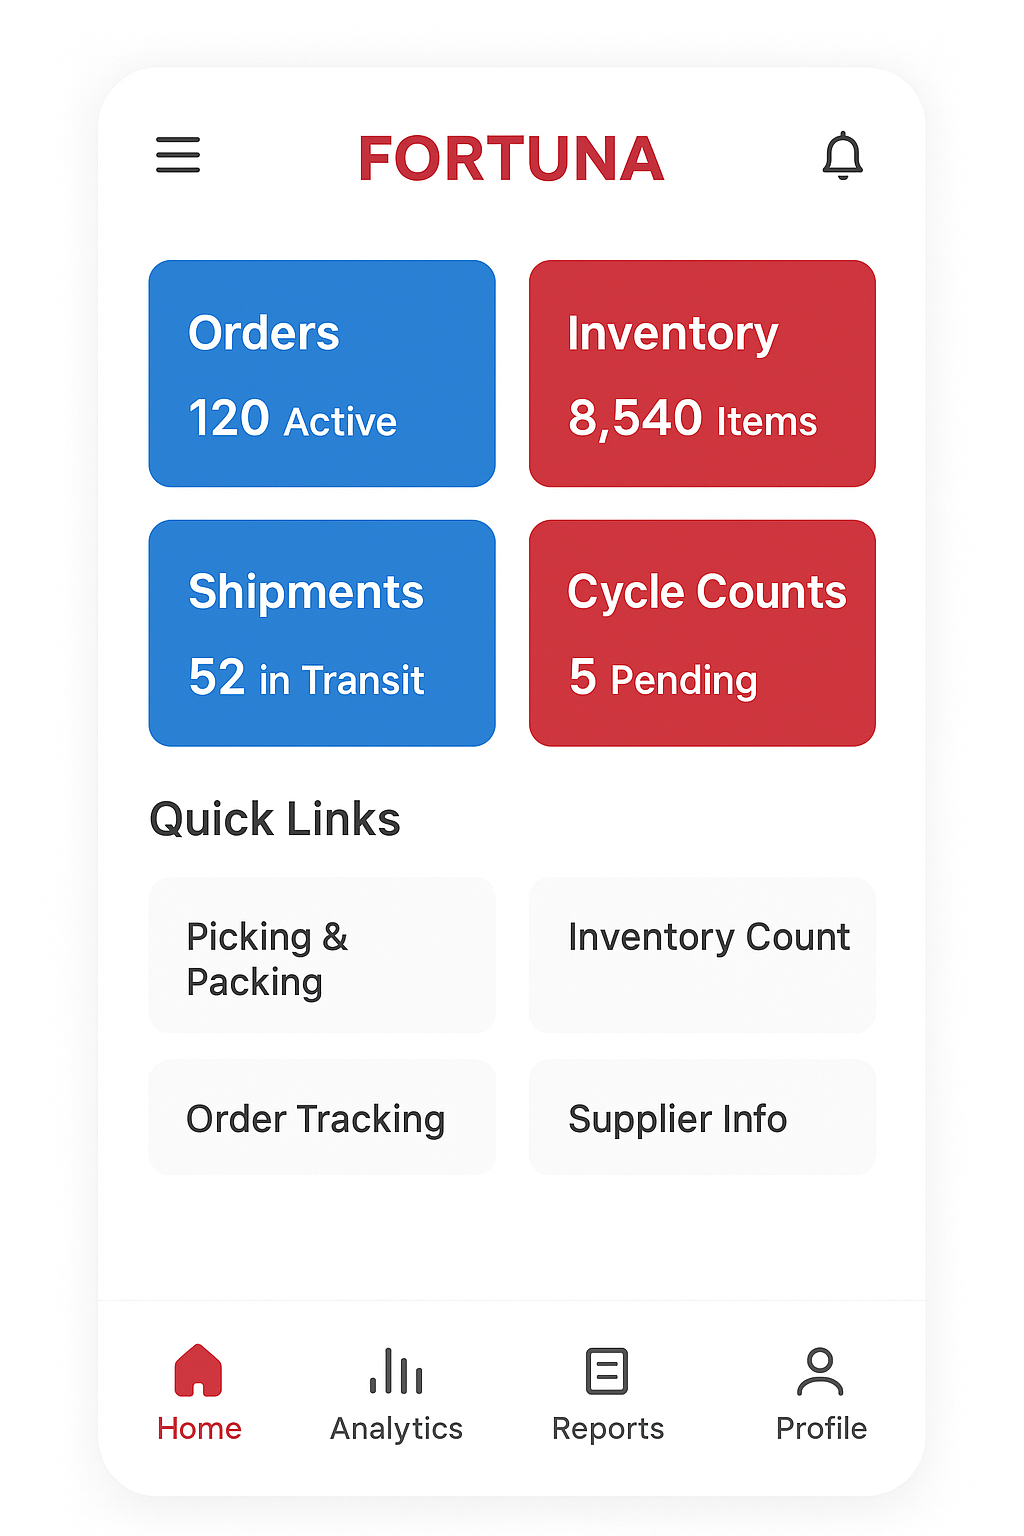 FORTUNA
Orders
120 Active
Inventory
8,540 Items
Shipments
52 in Transit
Cycle Counts
5 Pending
Quick Links
Picking &
Packing
Inventory Count
Order Tracking
Supplier Info
Home
Analytics
Reports
Profile